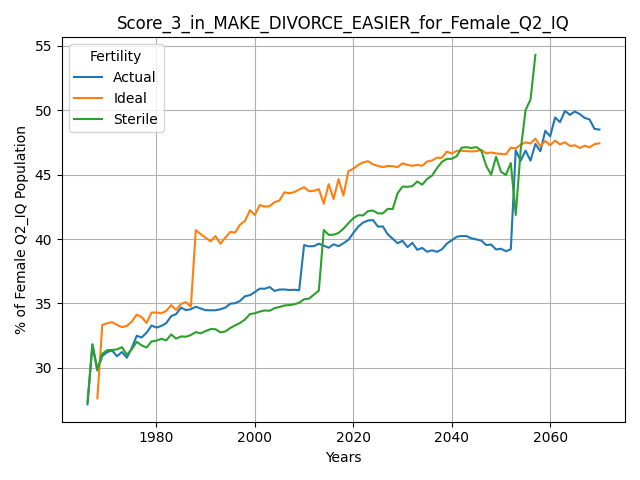 Score_3_in_MAKE_DIVORCE_EASIER_for_Female_Q2_IQ
Fertility
Actual
Ideal
Sterile
% of Female Q2_IQ Population
55
50
45
40
35
30
1980
2000
2020
2040
2060
Years